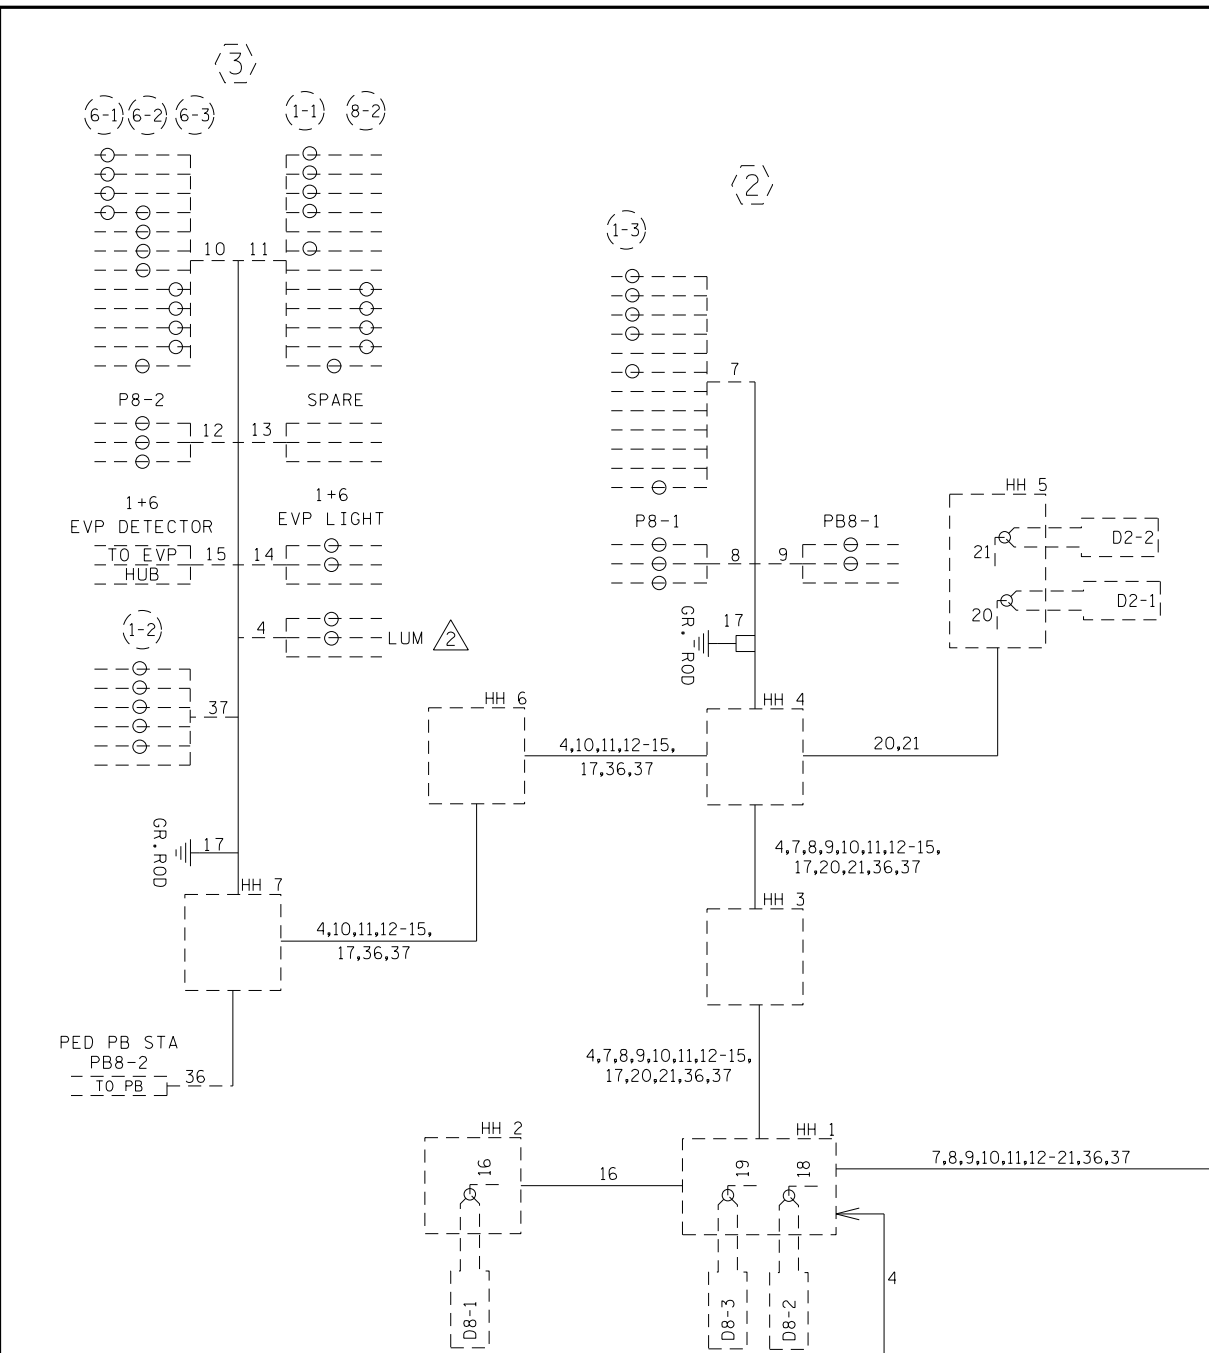 3
6-1 6-2 6-3 1-1 8-2
2
1-3
10 11
7
P8-2 SPARE
12 13
1+6
EVP DETECTOR
TO EVP
HUB
15 14
1+6
EVP LIGHT
P8-1 PB8-1
8 9
HH 5
21 D2-2
20 D2-1
1-2
4 LUM 2
GR. ROD 17
37
HH 6
HH 4
4,10,11,12-15,
17,36,37
20,21
GR.ROD 17
HH 7
4,7,8,9,10,11,12-15,
17,20,21,36,37
HH 3
4,10,11,12-15,
17,36,37
PED PB STA
PB8-2
TO PB 36
4,7,8,9,10,11,12-15,
17,20,21,36,37
HH 2
HH 1
16 16 19 18
7,8,9,10,11,12-21,36,37
4
D8-1 D8-3 D8-2